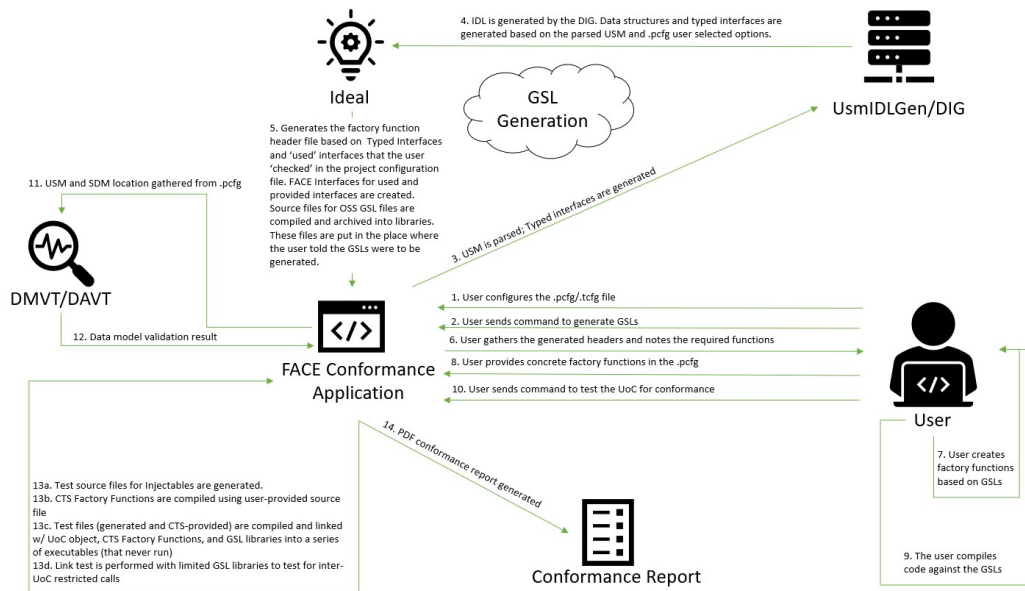 4. IDL is generated by the DIG. Data structures and typed interfaces are
generated based on the parsed USM and .pcfg user selected options.
Ideal
GSL
Generation
UsmIDLGen/DIG
5. Generates the factory function
header file based on Typed Interfaces
and ‘used’ interfaces that the user
‘checked’ in the project configuration
file. FACE Interfaces for used and
provided interfaces are created.
Source files for OSS GSL files are
compiled and archived into libraries.
These files are put in the place where
the user told the GSLs were to be
generated.
11. USM and SDM location gathered from .pcfg
3. USM is parsed; Typed interfaces are generated
DMVT/DAVT
12. Data model validation result
FACE Conformance
Application
1. User configures the .pcfg/.tcfg file
2. User sends command to generate GSLs
6. User gathers the generated headers and notes the required functions
8. User provides concrete factory functions in the .pcfg
10. User sends command to test the UoC for conformance
User
7. User creates
factory functions
based on GSLs
14. PDF conformance report generated
13a. Test source files for Injectables are generated.
13b. CTS Factory Functions are compiled using user-provided source
file
13c. Test files (generated and CTS-provided) are compiled and linked
w/ UoC object, CTS Factory Functions, and GSL libraries into a series
of executables (that never run)
13d. Link test is performed with limited GSL libraries to test for inter-
UoC restricted calls
Conformance Report
9. The user compiles
code against the GSLs